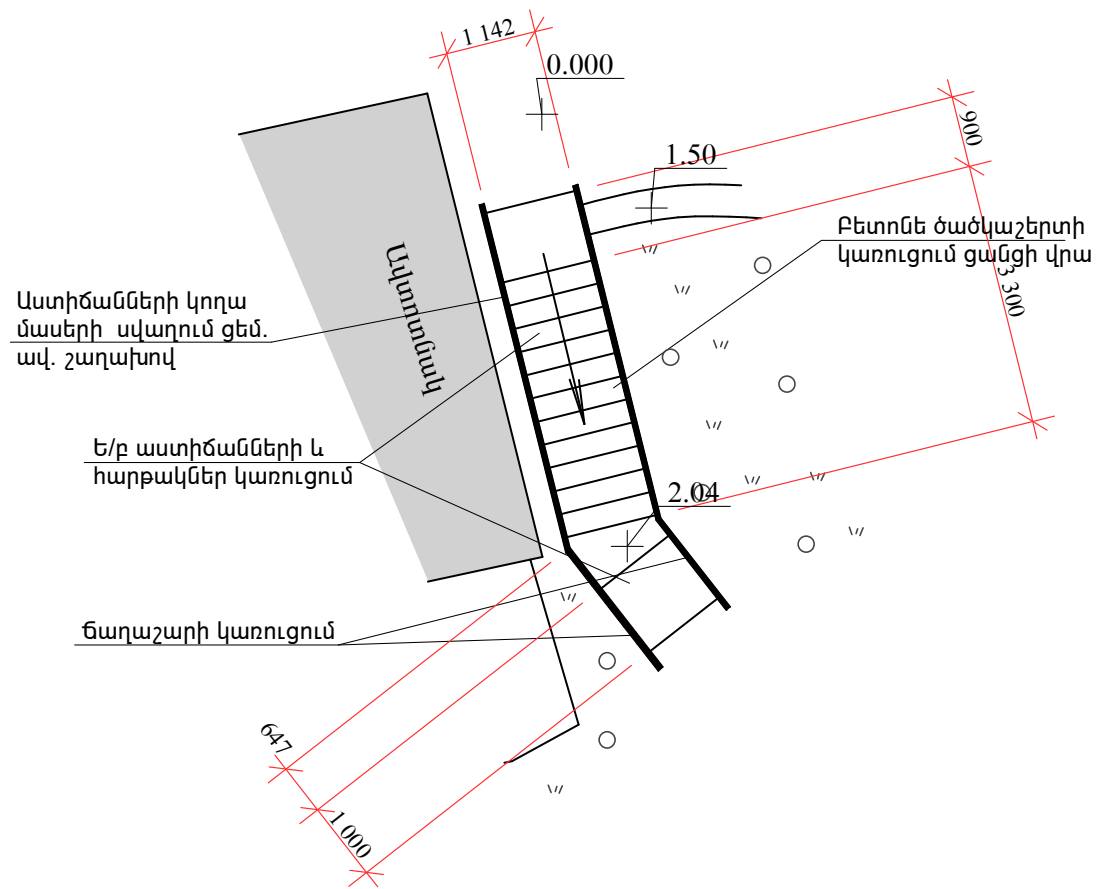 1 142
0.000
900
1.50
Բետոնե ծածկաշերտի
կառուցում ցանցի վրա
3 300
Ավտոտնակ
Աստիճանների կողա
մասերի սվաղում ցեմ.
ավ. շաղախով
Ե/բ աստիճանների և
հարթակներ կառուցում
2.04
ճաղաշարի կառուցում
647
1 000